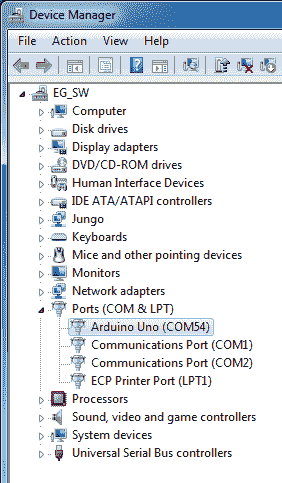 Device Manager
File Action View Help
EG_SW
Computer
Disk drives
Display adapters
DVD/CD-ROM drives
Human Interface Devices
IDE ATA/ATAPI controllers
Jungo
Keyboards
Mice and other pointing devices
Monitors
Network adapters
Ports (COM & LPT)
Arduino Uno (COM54)
Communications Port (COM1)
Communications Port (COM2)
ECP Printer Port (LPT1)
Processors
Sound, video and game controllers
System devices
Universal Serial Bus controllers